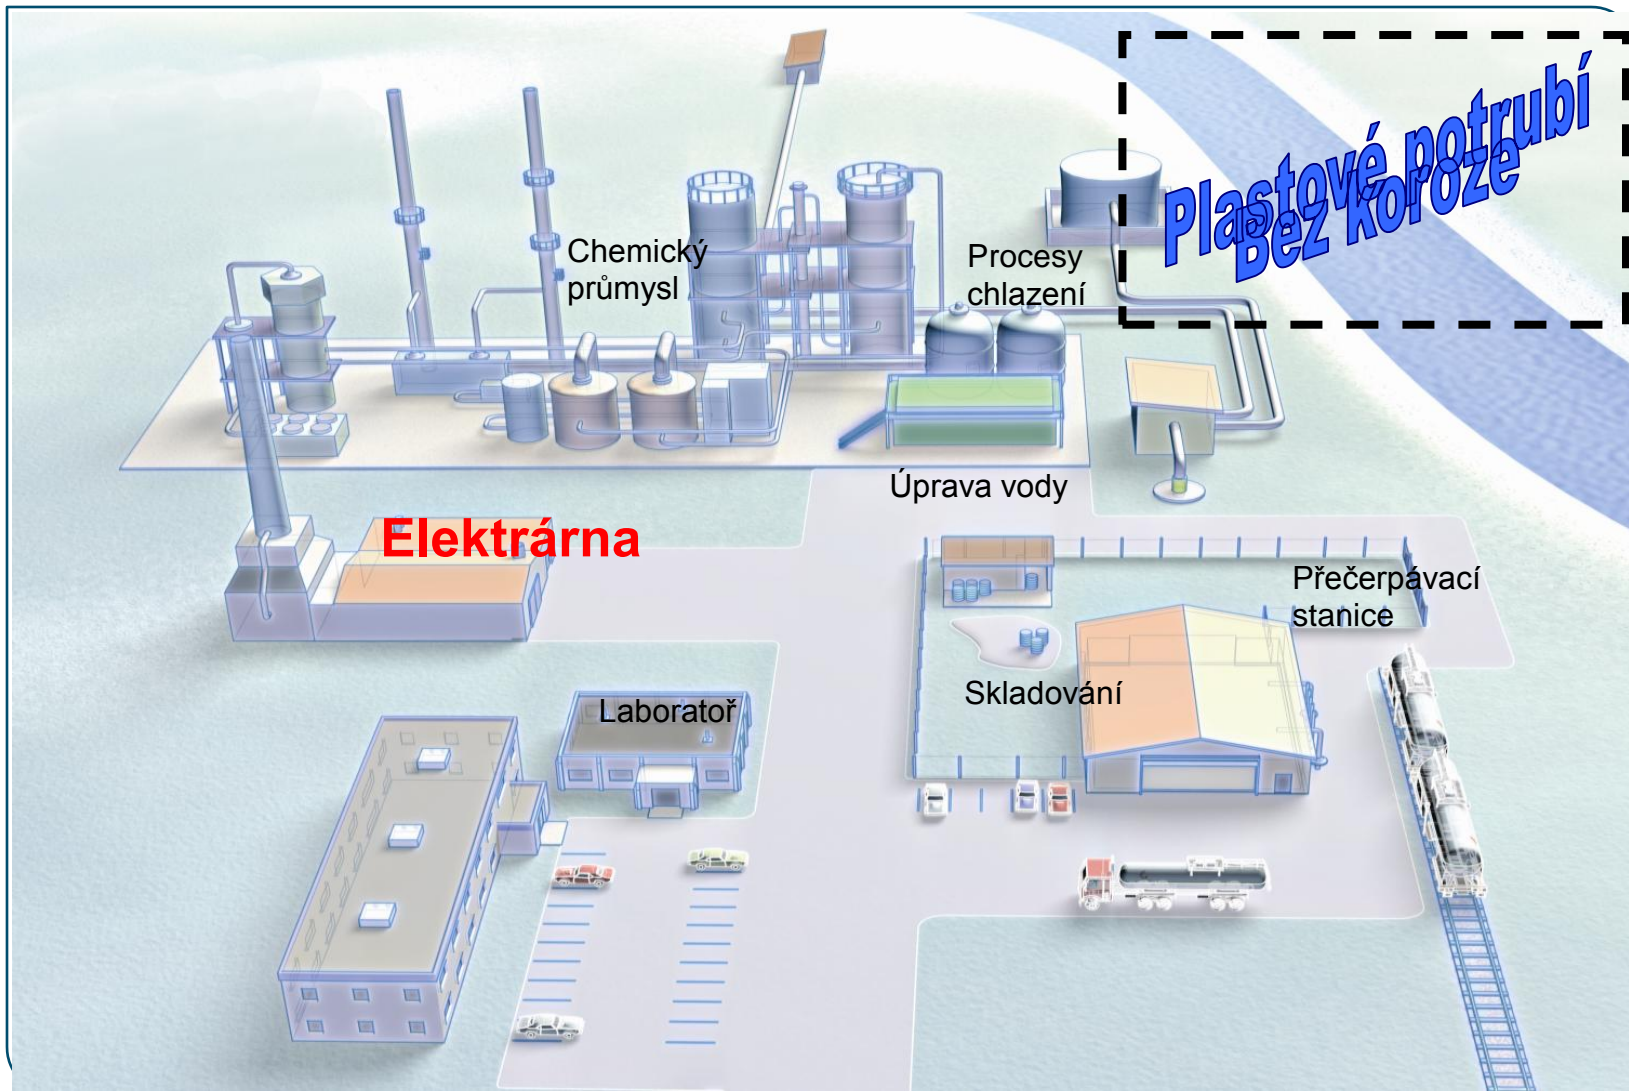 Plastové potrubí
Bez koroze
Chemický
průmysl
Procesy
chlazení
Úprava vody
Elektrárna
Přečerpávací
stanice
Skladování
Laboratoř